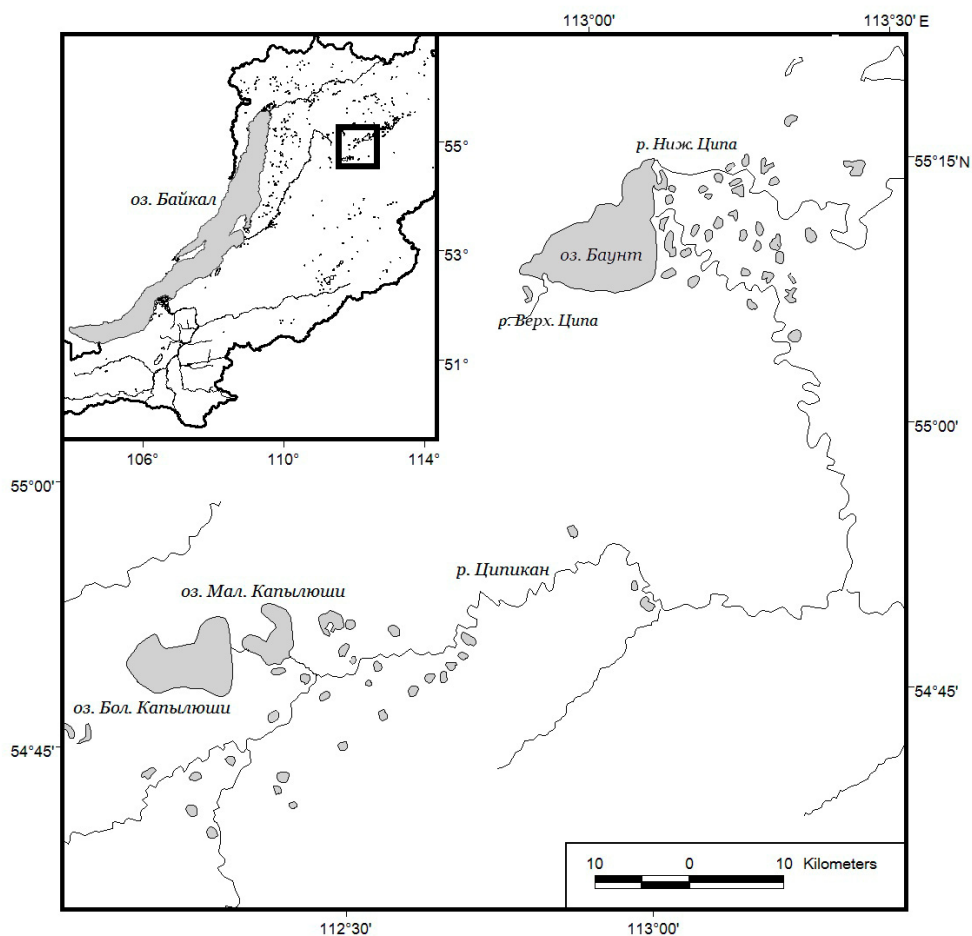 113°00'
113°30' E
55°
оз. Байкал
53°
51°
106°
110°
114°
р. Ниж. Ципа
55°15'N
оз. Баунт
р. Верх. Ципа
55°00'
55°00'
р. Ципикан
оз. Мал. Капылюши
оз. Бол. Капылюши
54°45'
54°45'
10 0 10 Kilometers
112°30'
113°00'